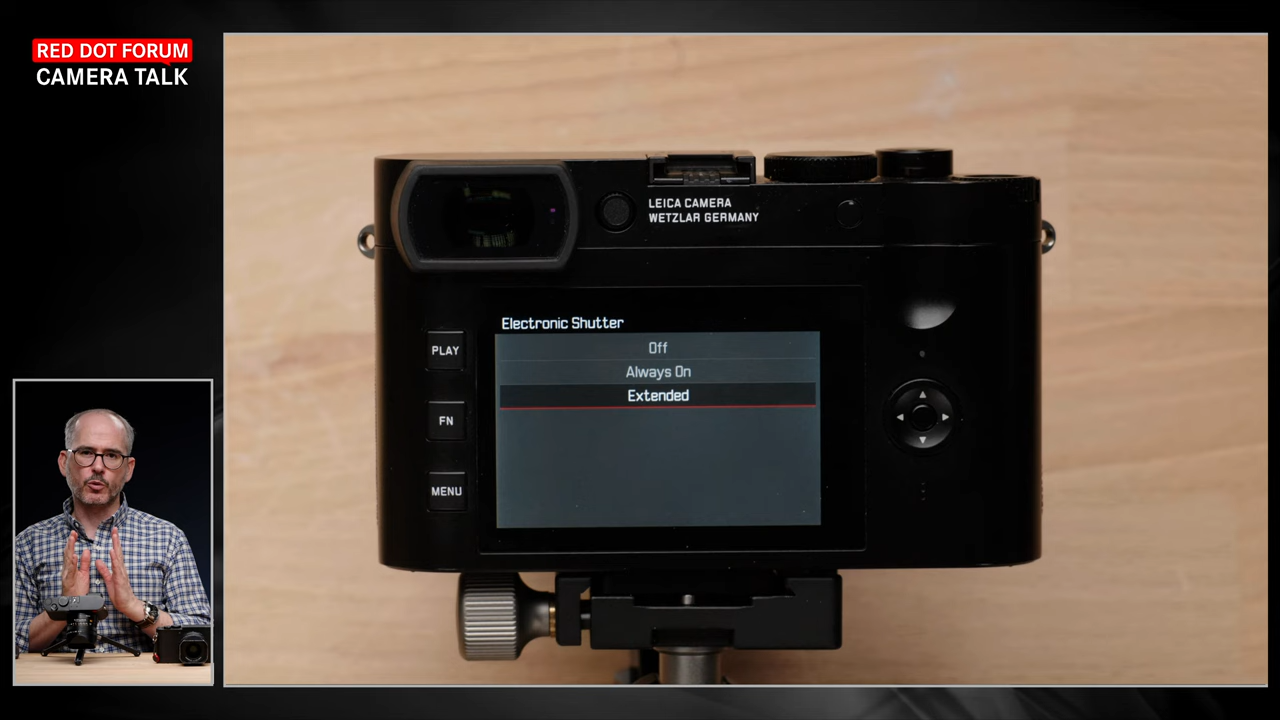 RED DOT FORUM
CAMERA TALK
LEICA CAMERA
WETZLAR GERMANY
Electronic Shutter
Off
Always On
Extended
PLAY
FN
MENU